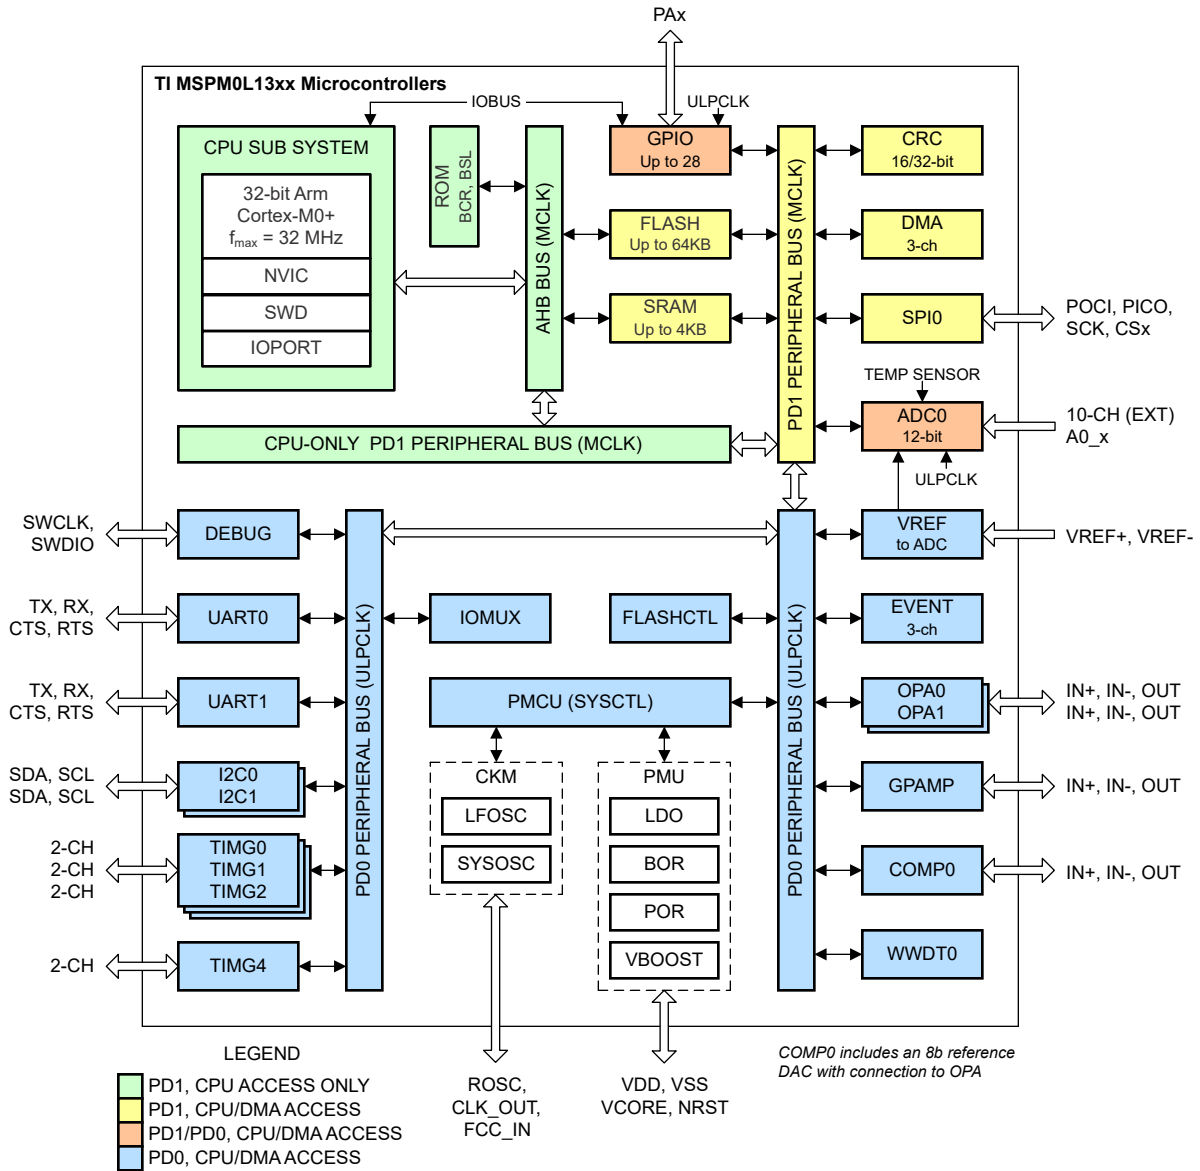 PAx
TI MSPM0L13xx Microcontrollers
IOBUS
ULPCLK
CPU SUB SYSTEM
32-bit Arm
Cortex-M0+
fmax = 32 MHz
NVIC
SWD
IOPORT
ROM
BCR, BSL
AHB BUS (MCLK)
GPIO
Up to 28
FLASH
Up to 64KB
SRAM
Up to 4KB
PD1 PERIPHERAL BUS (MCLK)
CRC
16/32-bit
DMA
3-ch
SPI0
POCI, PICO,
SCK, CSx
TEMP SENSOR
ADC0
12-bit
10-CH (EXT)
A0_x
ULPCLK
CPU-ONLY PD1 PERIPHERAL BUS (MCLK)
SWCLK,
SWDIO
DEBUG
TX, RX,
CTS, RTS
UART0
TX, RX,
CTS, RTS
UART1
SDA, SCL
SDA, SCL
I2C0
I2C1
2-CH
2-CH
2-CH
TIMG0
TIMG1
TIMG2
2-CH
TIMG4
PD0 PERIPHERAL BUS (ULPCLK)
IOMUX
FLASHCTL
PMCU (SYSCTL)
CKM
LFOSC
SYSOSC
PMU
LDO
BOR
POR
VBOOST
PD0 PERIPHERAL BUS (ULPCLK)
VREF
to ADC
VREF+, VREF-
EVENT
3-ch
OPA0
OPA1
IN+, IN-, OUT
IN+, IN-, OUT
GPAMP
IN+, IN-, OUT
COMP0
IN+, IN-, OUT
WWDT0
LEGEND
PD1, CPU ACCESS ONLY
PD1, CPU/DMA ACCESS
PD1/PD0, CPU/DMA ACCESS
PD0, CPU/DMA ACCESS
ROSC,
CLK_OUT,
FCC_IN
VDD, VSS
VCORE, NRST
COMP0 includes an 8b reference
DAC with connection to OPA